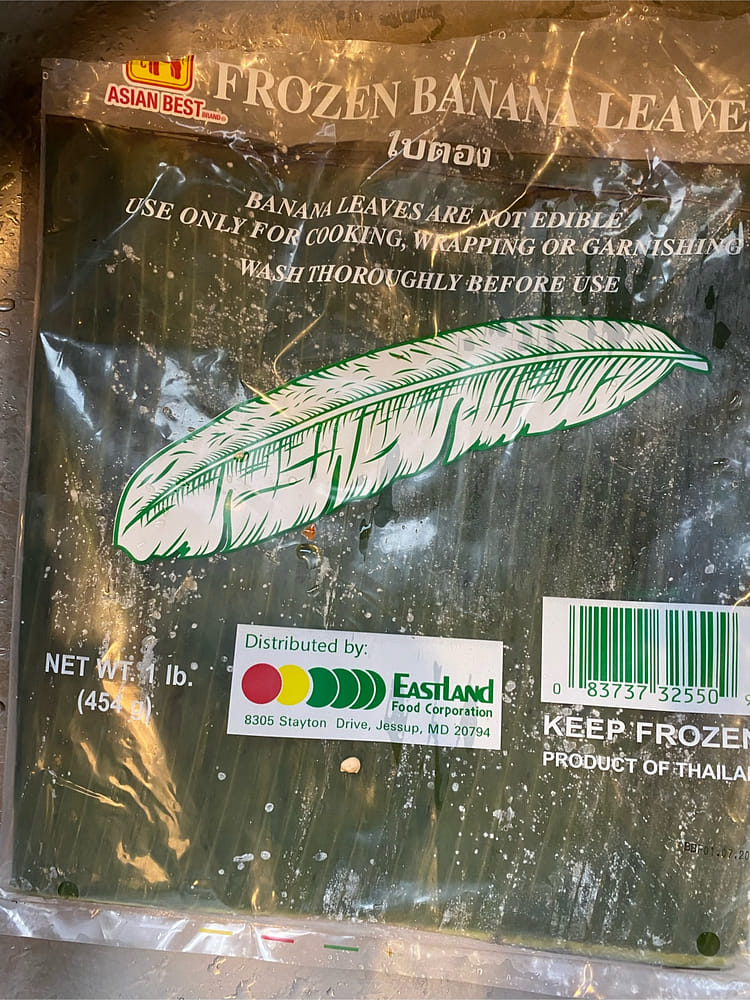 ASIAN BEST
BRAND®
FROZEN BANANA LEAVE
ใบตอง
BANANA LEAVES ARE NOT EDIBLE
USE ONLY FOR COOKING, WRAPPING OR GARNISHING
WASH THOROUGHLY BEFORE USE
NET WT. 1 lb.
(454 g)
Distributed by:
EASTLAND
Food Corporation
8305 Stayton Drive, Jessup, MD 20794
0 83737 32550 9
KEEP FROZEN
PRODUCT OF THAILA